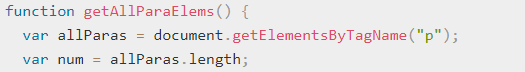 function getAllParaElems() {
  var allParas = document.getElementsByTagName("p");
  var num = allParas.length;